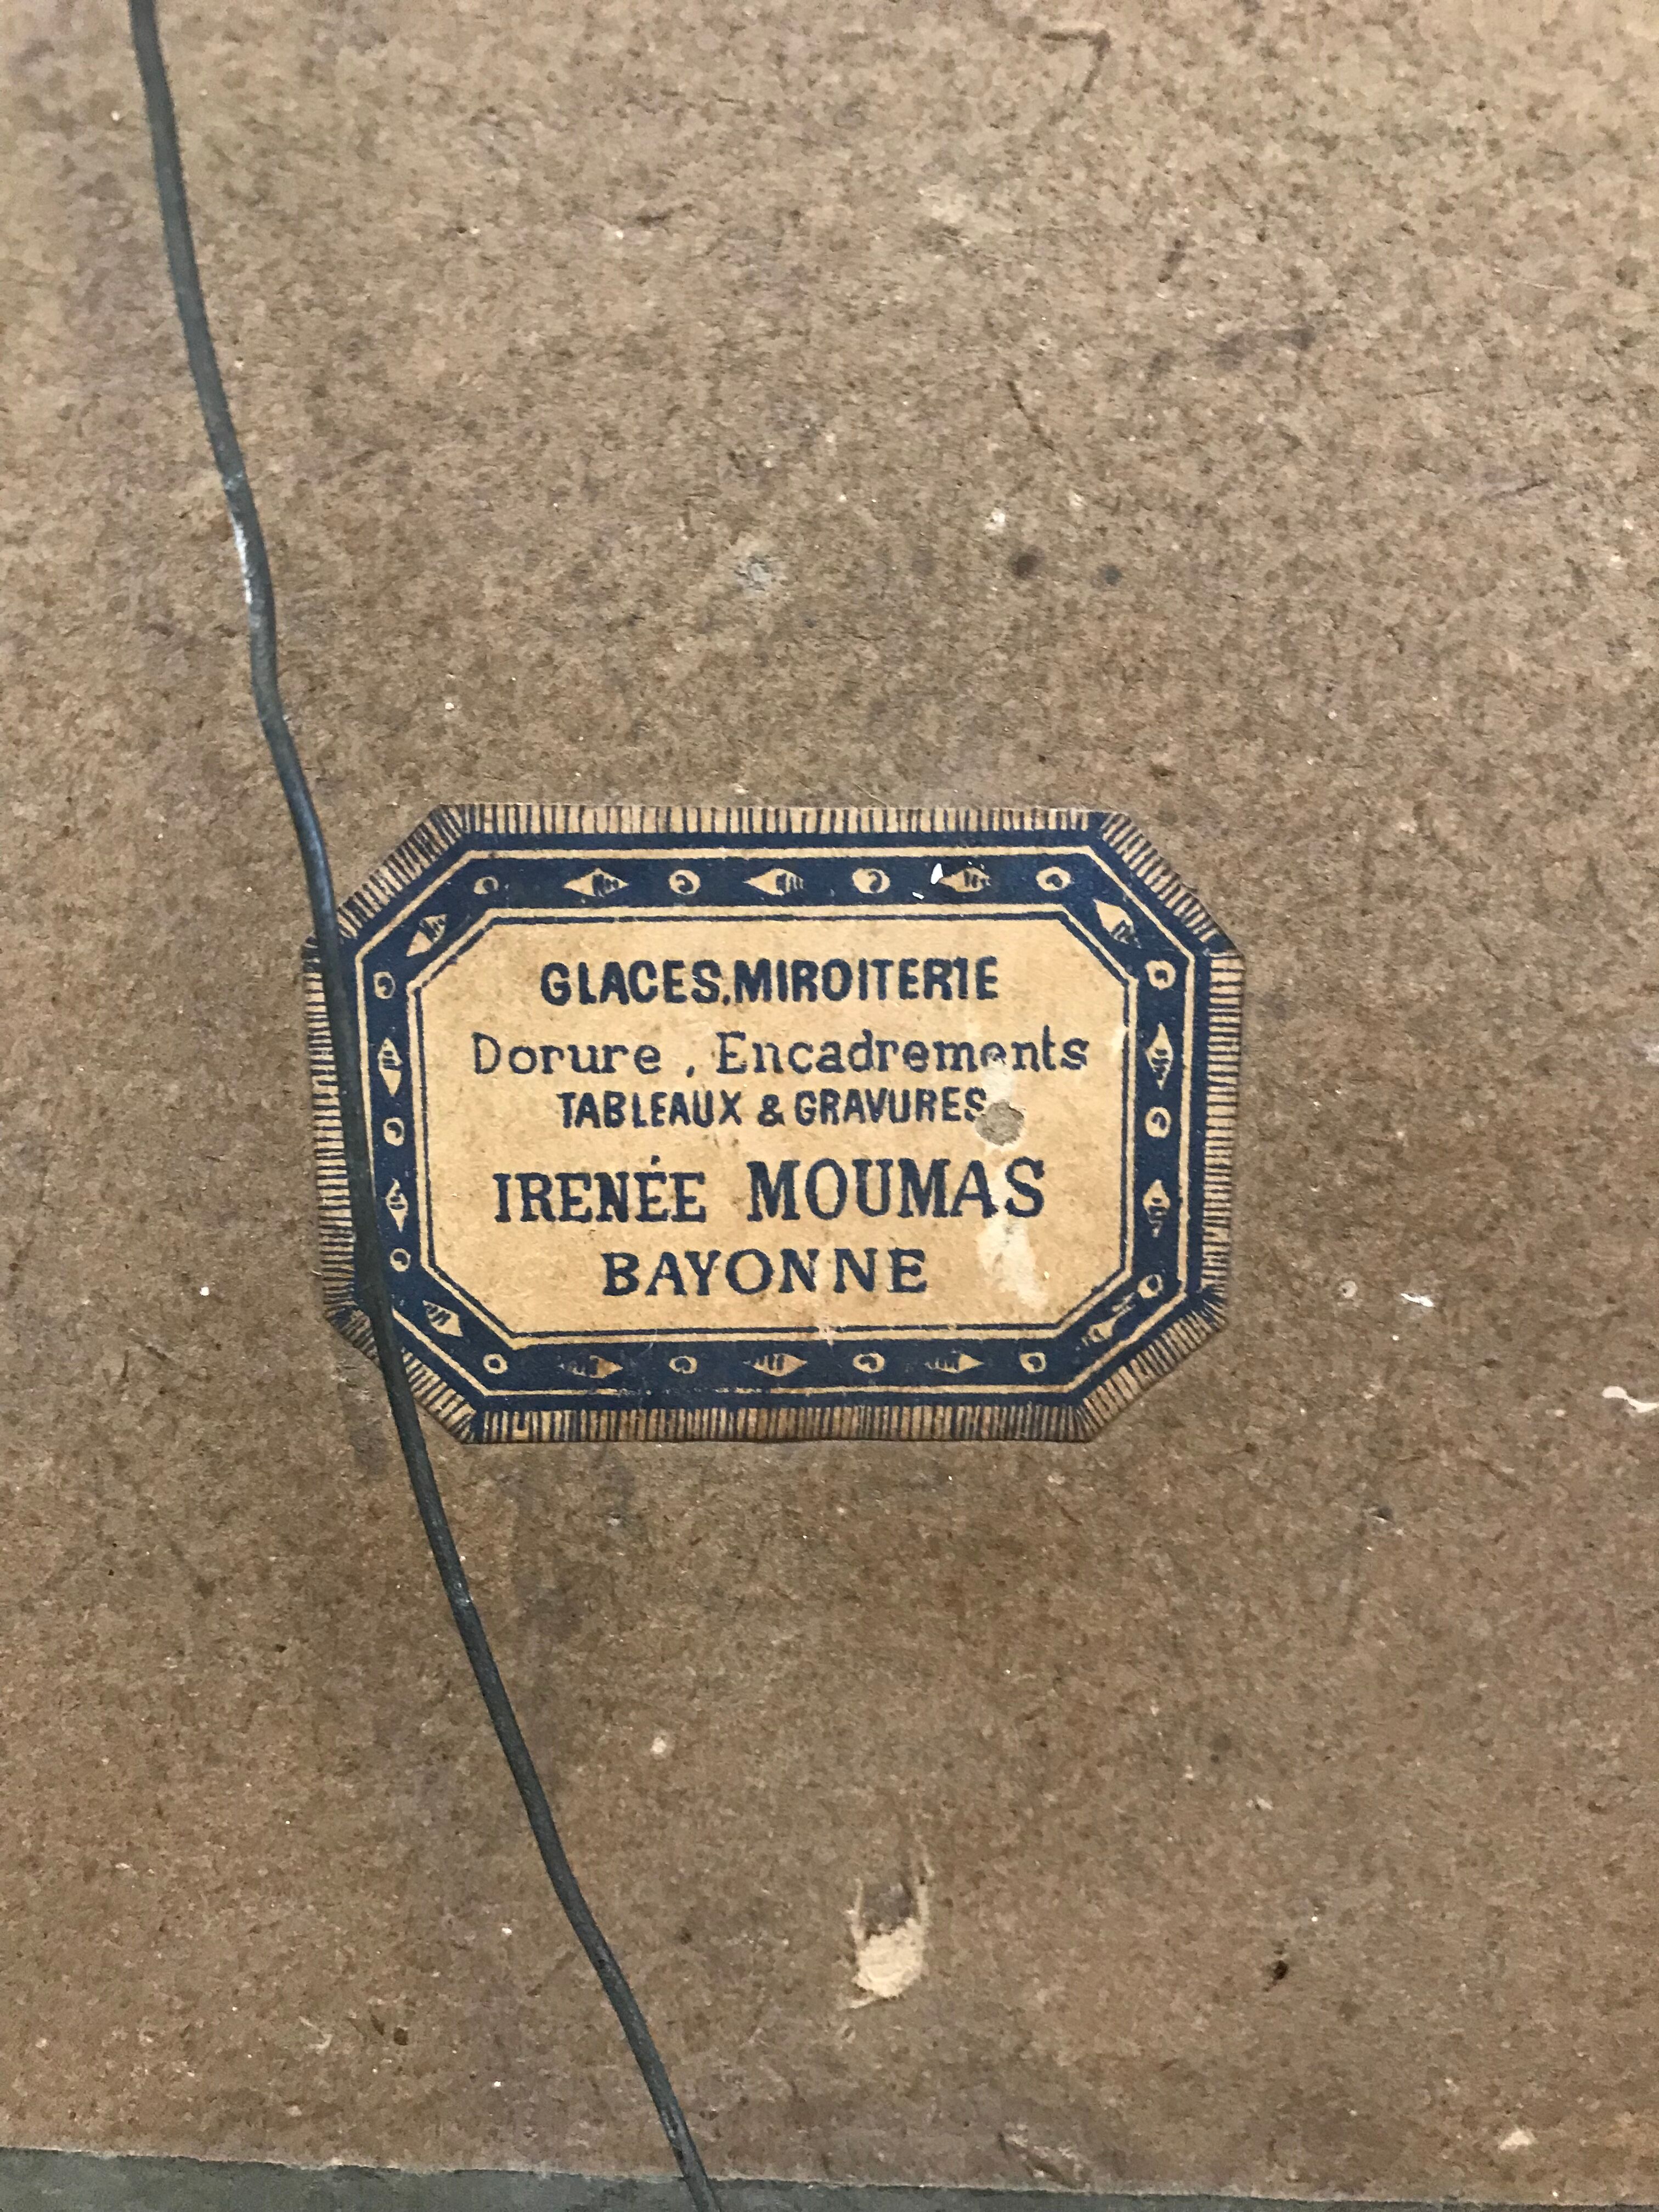 GLACES, MIROITERIE
Dorure, Encadrements
TABLEAUX & GRAVURES
IRENÉE MOUMAS
BAYONNE